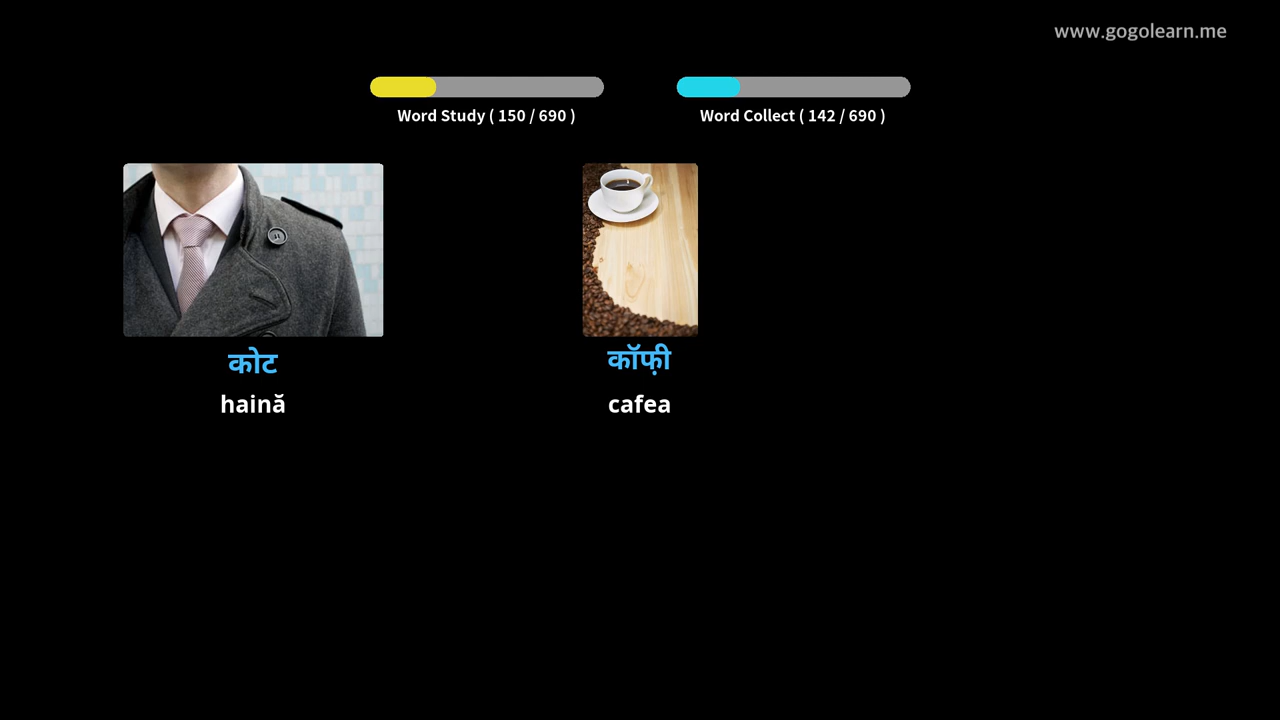 www.gogolearn.me
Word Study ( 150 / 690 )
Word Collect ( 142 / 690 )
कोट
कॉफ़ी
haină
cafea